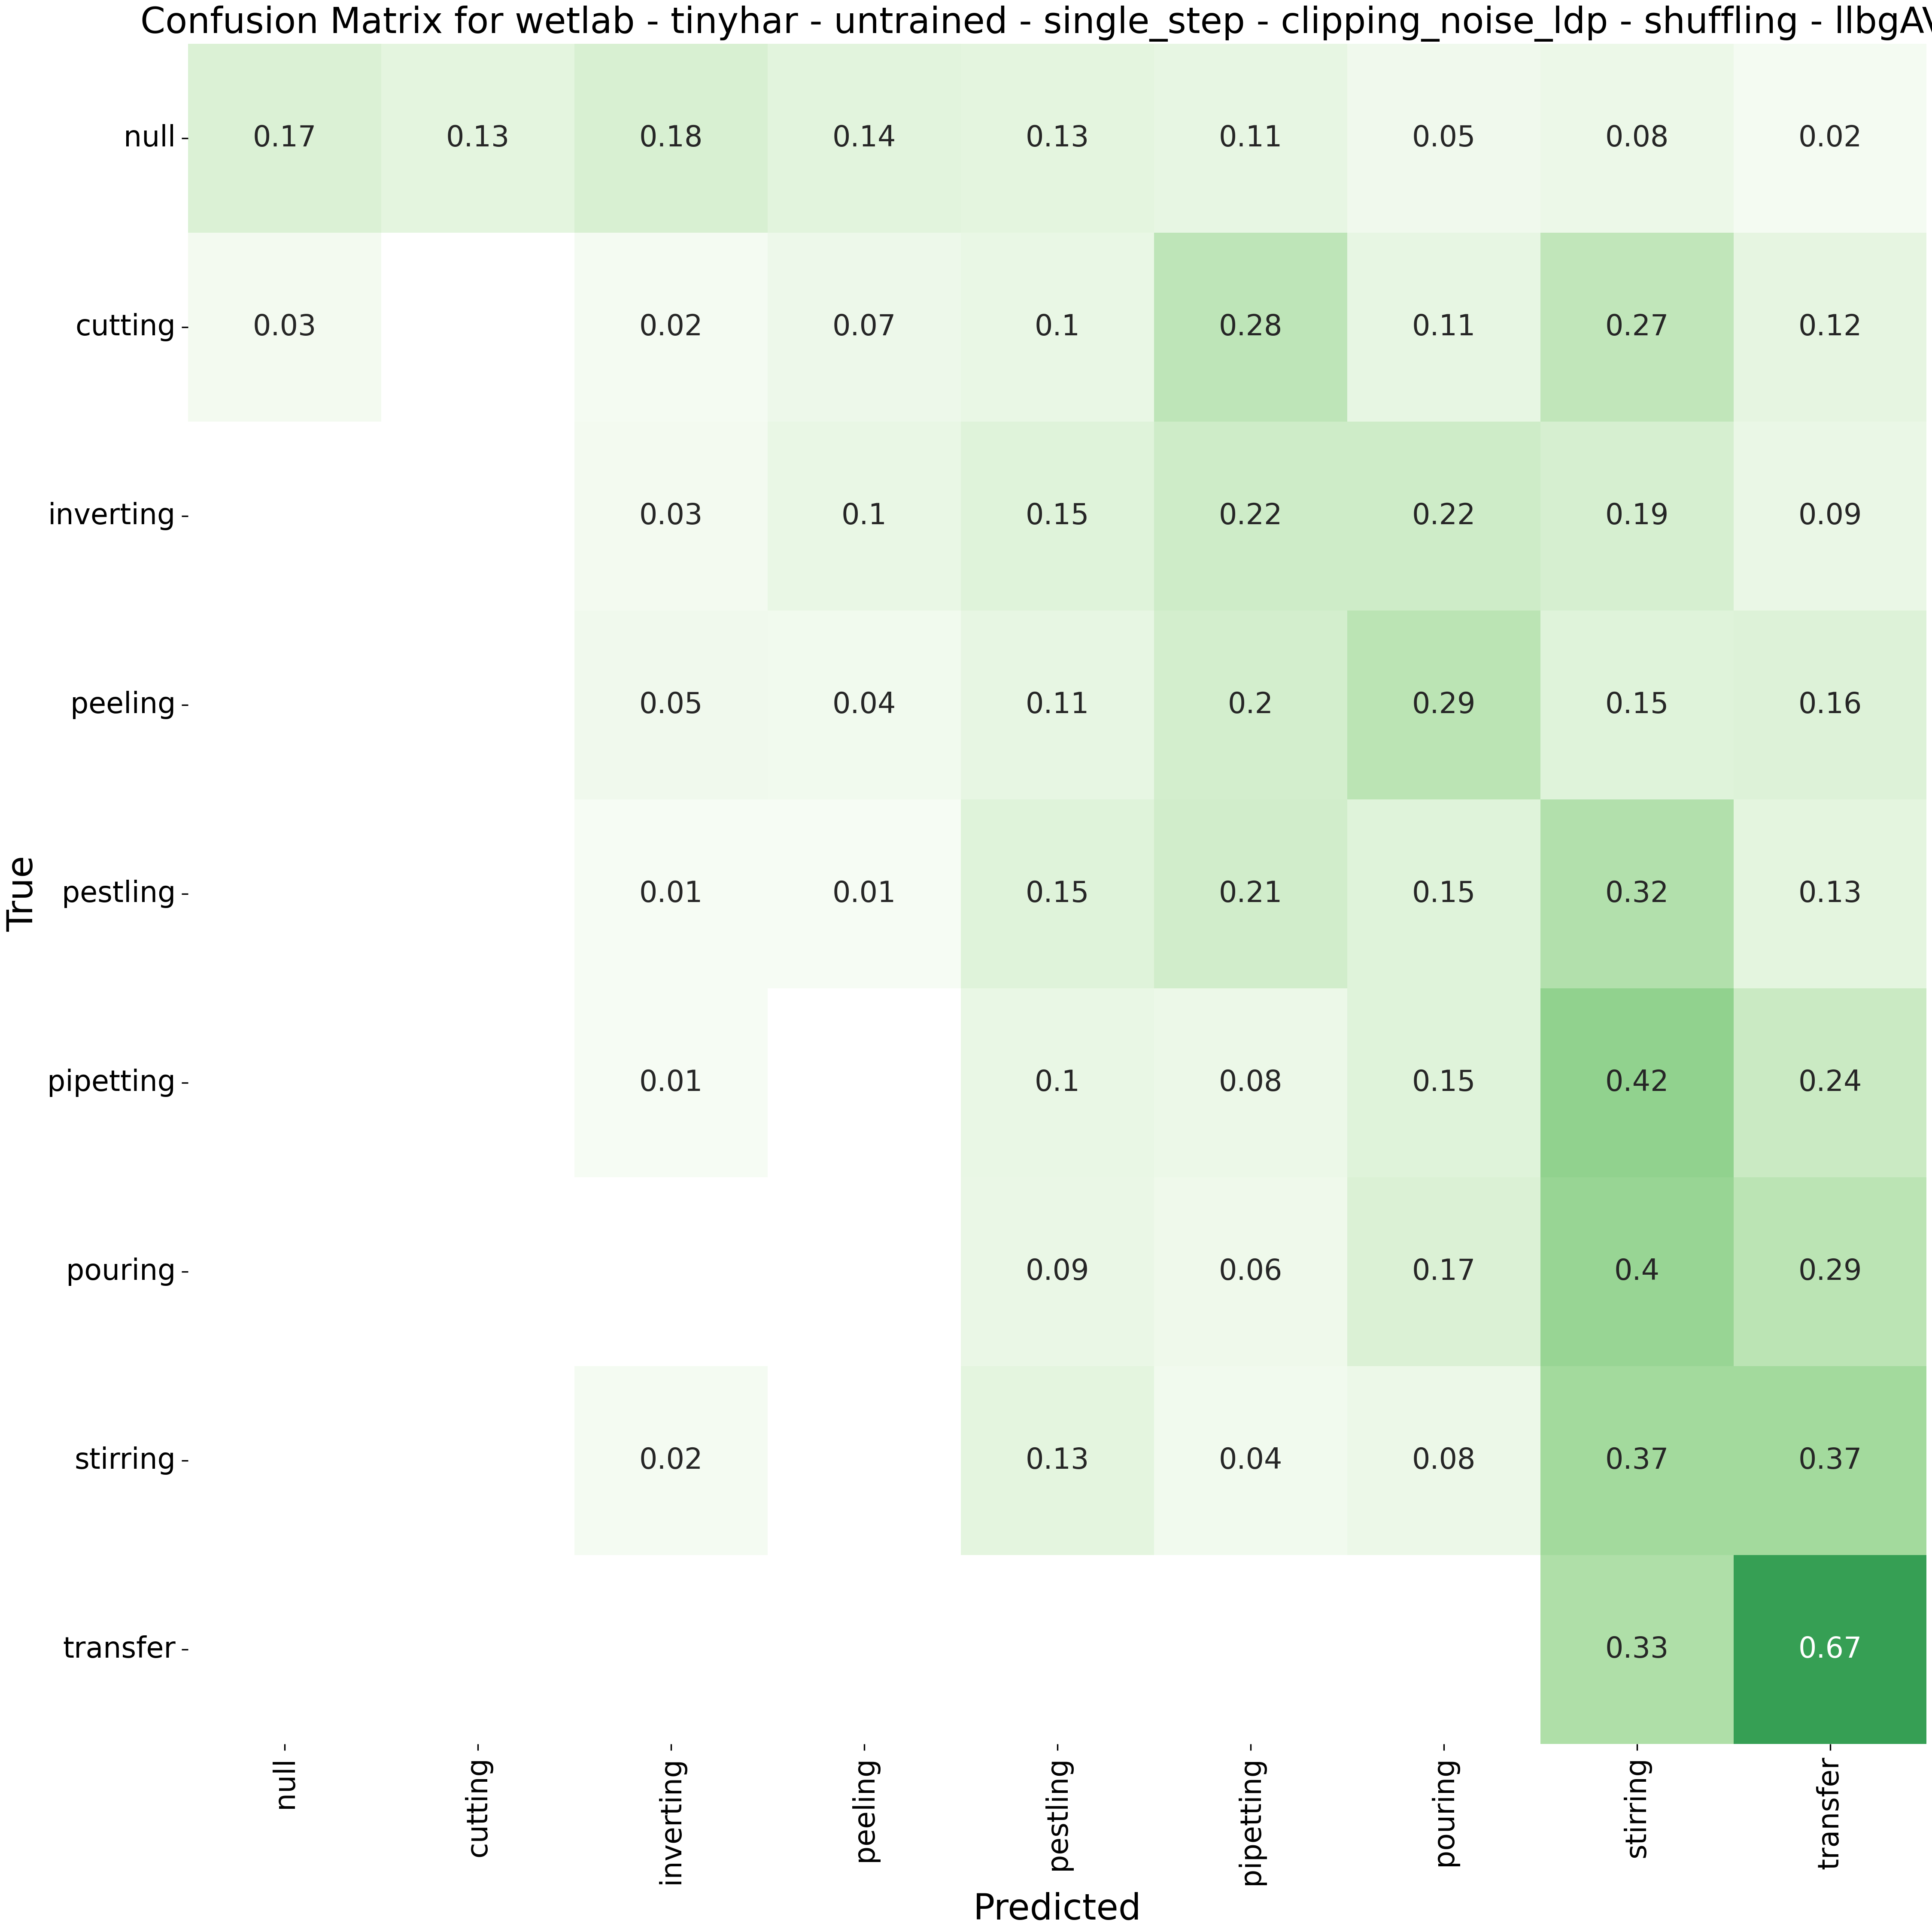 Confusion Matrix for wetlab - tinyhar - untrained - single_step - clipping_noise_ldp - shuffling - llbgAV
null 0.17 0.13 0.18 0.14 0.13 0.11 0.05 0.08 0.02
cutting 0.03 0.02 0.07 0.1 0.28 0.11 0.27 0.12
inverting 0.03 0.1 0.15 0.22 0.22 0.19 0.09
peeling 0.05 0.04 0.11 0.2 0.29 0.15 0.16
pestling 0.01 0.01 0.15 0.21 0.15 0.32 0.13
pipetting 0.01 0.1 0.08 0.15 0.42 0.24
pouring 0.09 0.06 0.17 0.4 0.29
stirring 0.02 0.13 0.04 0.08 0.37 0.37
transfer 0.33 0.67
True
null cutting inverting peeling pestling pipetting pouring stirring transfer
Predicted